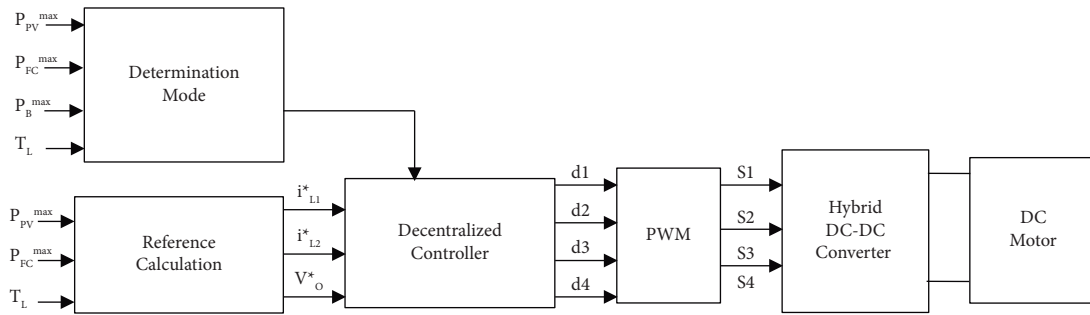 P_PV^max
P_FC^max
P_B^max
T_L
Determination
Mode
P_PV^max
P_FC^max
T_L
Reference
Calculation
i*_L1
i*_L2
V*_O
Decentralized
Controller
d1
d2
d3
d4
PWM
S1
S2
S3
S4
Hybrid
DC-DC
Converter
DC
Motor